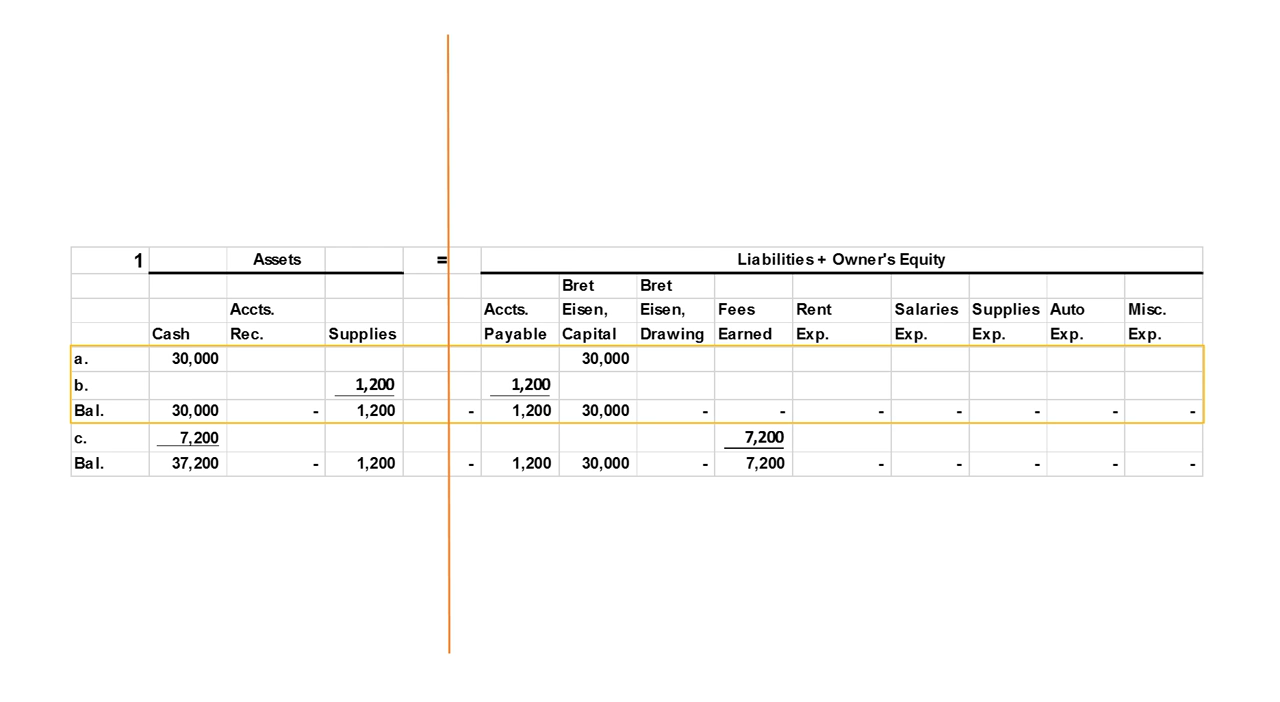 1 Assets = Liabilities + Owner's Equity
Bret Bret
Accts. Accts. Eisen, Eisen, Fees Rent Salaries Supplies Auto Misc.
Cash Rec. Supplies Payable Capital Drawing Earned Exp. Exp. Exp. Exp. Exp.
a. 30,000 30,000
b. 1,200 1,200
Bal. 30,000 - 1,200 - 1,200 30,000 - - - - - - -
c. 7,200 7,200
Bal. 37,200 - 1,200 - 1,200 30,000 - 7,200 - - - - -